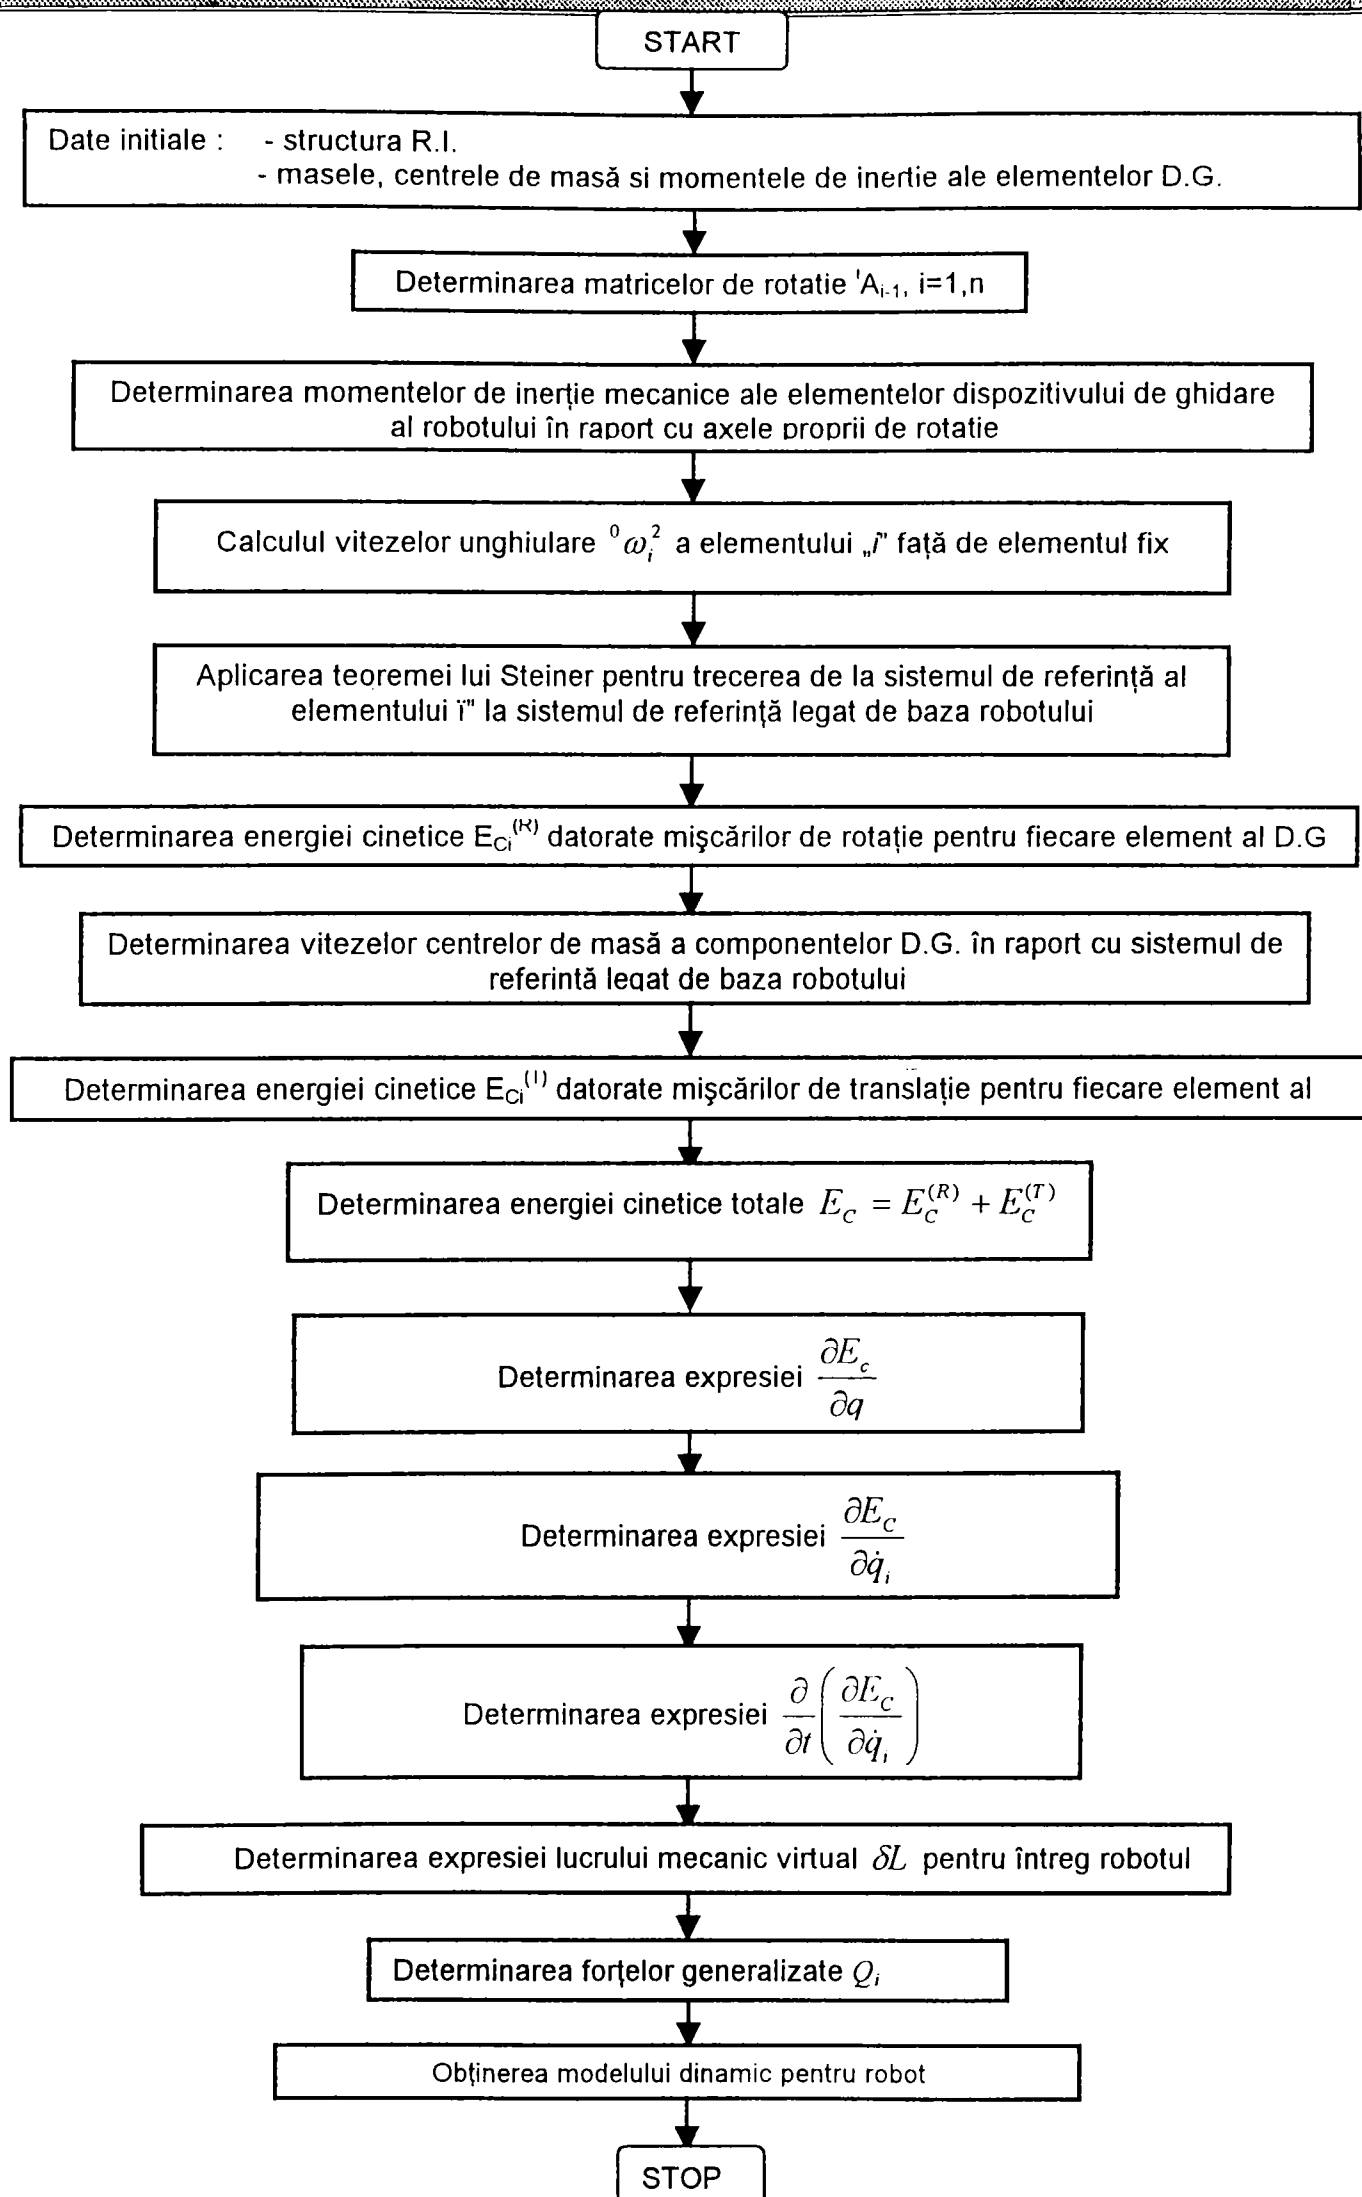 START
Date initiale : - structura R.I.
- masele, centrele de masă si momentele de inertie ale elementelor D.G.
Determinarea matricelor de rotatie ᴵAᵢ₋₁, i=1,n
Determinarea momentelor de inerție mecanice ale elementelor dispozitivului de ghidare
al robotului în raport cu axele proprii de rotatie
Calculul vitezelor unghiulare ⁰ωᵢ² a elementului „i” față de elementul fix
Aplicarea teoremei lui Steiner pentru trecerea de la sistemul de referință al
elementului ï” la sistemul de referință legat de baza robotului
Determinarea energiei cinetice E_Ci^(R) datorate mişcărilor de rotație pentru fiecare element al D.G
Determinarea vitezelor centrelor de masă a componentelor D.G. în raport cu sistemul de
referintă legat de baza robotului
Determinarea energiei cinetice E_Ci^(I) datorate mişcărilor de translație pentru fiecare element al
Determinarea energiei cinetice totale E_C = E_C^(R) + E_C^(T)
Determinarea expresiei ∂E_c/∂q
Determinarea expresiei ∂E_C/∂q̇_i
Determinarea expresiei ∂/∂t(∂E_C/∂q̇_i)
Determinarea expresiei lucrului mecanic virtual δL pentru întreg robotul
Determinarea forțelor generalizate Q_i
Obținerea modelului dinamic pentru robot
STOP